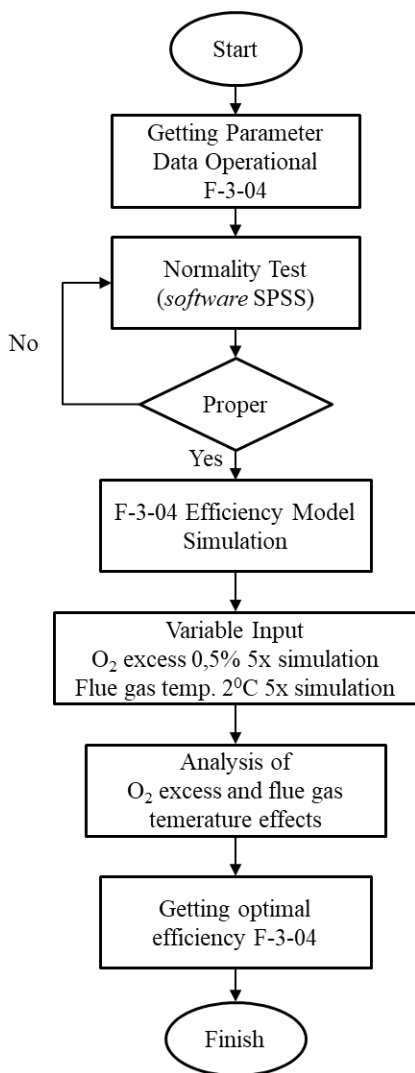 Start
Getting Parameter
Data Operational
F-3-04
Normality Test
(software SPSS)
No
Proper
Yes
F-3-04 Efficiency Model
Simulation
Variable Input
O₂ excess 0,5% 5x simulation
Flue gas temp. 2⁰C 5x simulation
Analysis of
O₂ excess and flue gas
temerature effects
Getting optimal
efficiency F-3-04
Finish